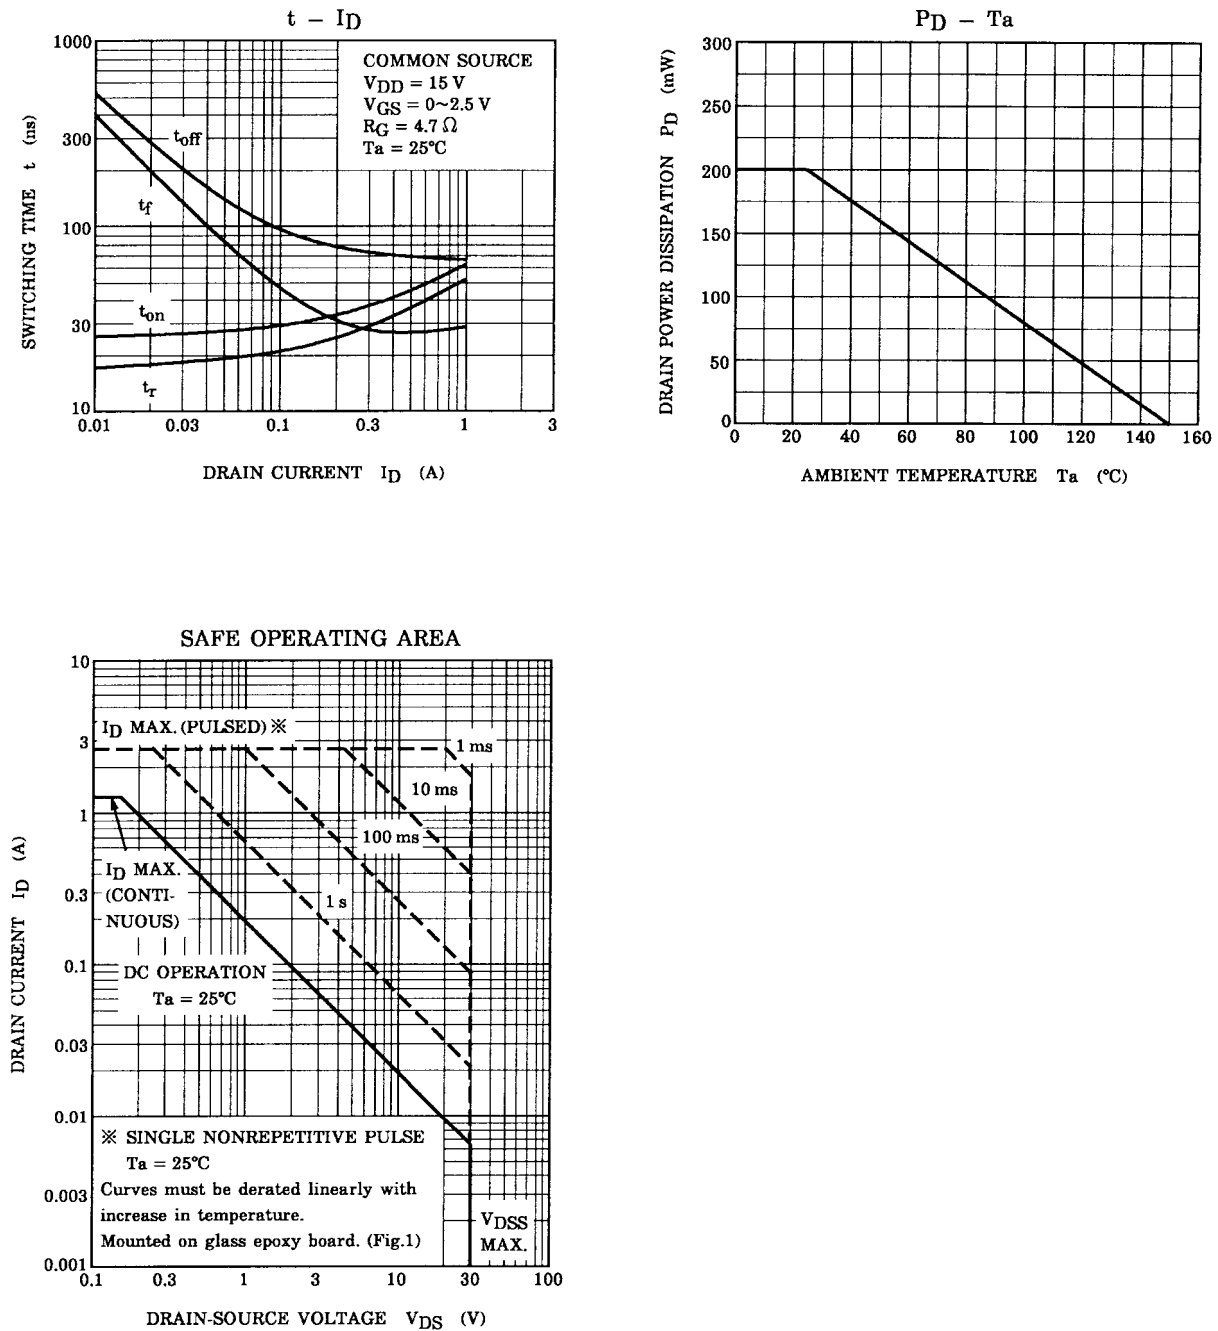 t – ID
1000
300
100
30
10
SWITCHING TIME t (ns)
COMMON SOURCE
VDD = 15 V
VGS = 0~2.5 V
RG = 4.7 Ω
Ta = 25°C
toff
tf
ton
tr
0.01 0.03 0.1 0.3 1 3
DRAIN CURRENT ID (A)
PD – Ta
300
250
200
150
100
50
0
DRAIN POWER DISSIPATION PD (mW)
0 20 40 60 80 100 120 140 160
AMBIENT TEMPERATURE Ta (°C)
SAFE OPERATING AREA
10
3
1
0.3
0.1
0.03
0.01
0.003
0.001
DRAIN CURRENT ID (A)
ID MAX. (PULSED) ※
1 ms
10 ms
100 ms
1 s
ID MAX.
(CONTI-
NUOUS)
DC OPERATION
Ta = 25°C
※ SINGLE NONREPETITIVE PULSE
Ta = 25°C
Curves must be derated linearly with
increase in temperature.
Mounted on glass epoxy board. (Fig.1)
VDSS
MAX.
0.1 0.3 1 3 10 30 100
DRAIN-SOURCE VOLTAGE VDS (V)